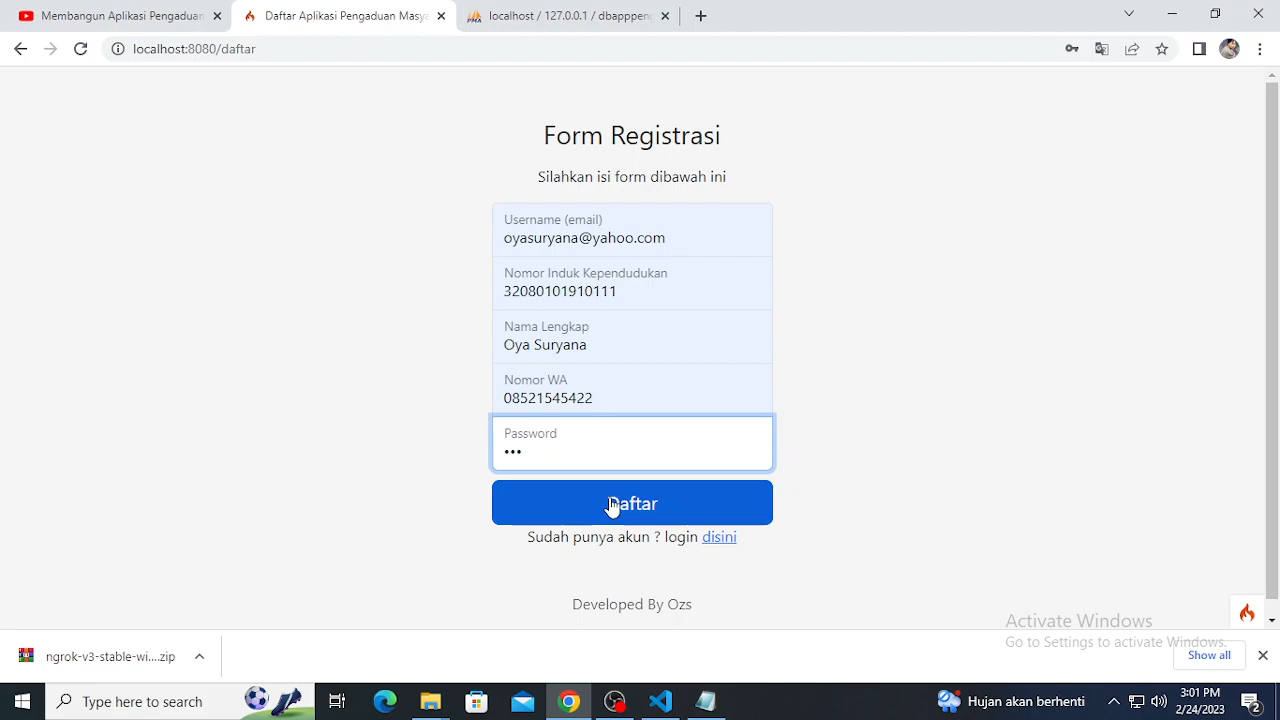 Membangun Aplikasi Pengaduan
Daftar Aplikasi Pengaduan Masya
localhost / 127.0.0.1 / dbapppeng
localhost:8080/daftar
Form Registrasi
Silahkan isi form dibawah ini
Username (email)
oyasuryana@yahoo.com
Nomor Induk Kependudukan
32080101910111
Nama Lengkap
Oya Suryana
Nomor WA
08521545422
Password
•••
Daftar
Sudah punya akun ? login disini
Developed By Ozs
Activate Windows
Go to Settings to activate Windows.
ngrok-v3-stable-wi....zip
Show all
Type here to search
Hujan akan berhenti
3:01 PM
2/24/2023
2